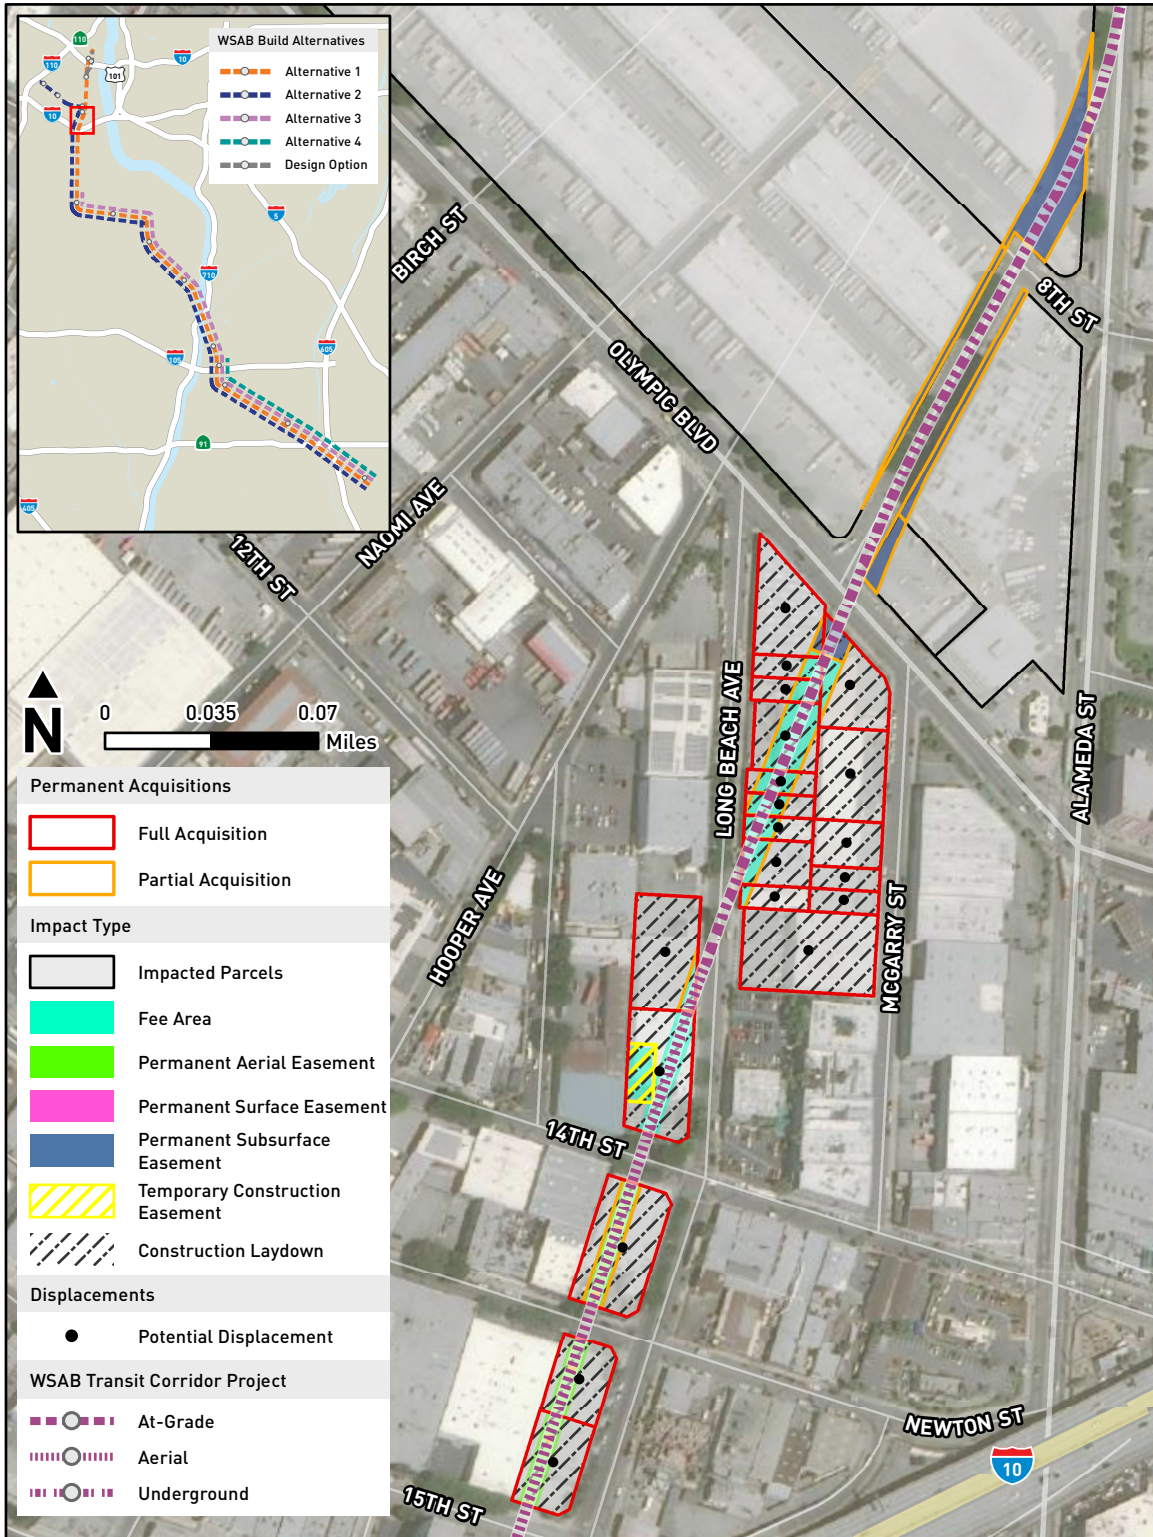 WSAB Build Alternatives
Alternative 1
Alternative 2
Alternative 3
Alternative 4
Design Option
110
110
10
101
10
5
710
105
605
91
405
BIRCH ST
8TH ST
OLYMPIC BLVD
NAOMI AVE
12TH ST
LONG BEACH AVE
ALAMEDA ST
HOOPER AVE
MCGARRY ST
14TH ST
NEWTON ST
10
15TH ST
N
0 0.035 0.07
Miles
Permanent Acquisitions
Full Acquisition
Partial Acquisition
Impact Type
Impacted Parcels
Fee Area
Permanent Aerial Easement
Permanent Surface Easement
Permanent Subsurface
Easement
Temporary Construction
Easement
Construction Laydown
Displacements
Potential Displacement
WSAB Transit Corridor Project
At-Grade
Aerial
Underground